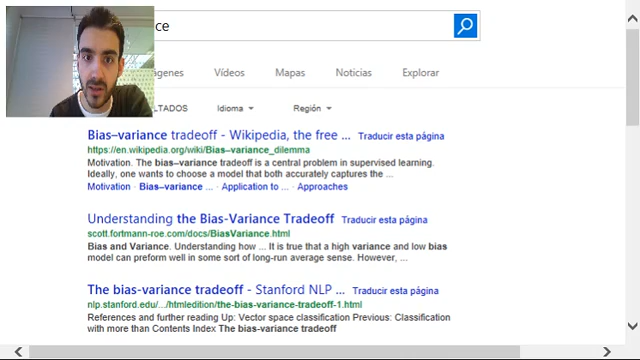 ce
ágenes Vídeos Mapas Noticias Explorar
LTADOS Idioma Región
Bias–variance tradeoff - Wikipedia, the free ... Traducir esta página
https://en.wikipedia.org/wiki/Bias–variance_dilemma
Motivation. The bias–variance tradeoff is a central problem in supervised learning.
Ideally, one wants to choose a model that both accurately captures the ...
Motivation · Bias–variance ... · Application to ... · Approaches
Understanding the Bias-Variance Tradeoff Traducir esta página
scott.fortmann-roe.com/docs/BiasVariance.html
Bias and Variance. Understanding how ... It is true that a high variance and low bias
model can preform well in some sort of long-run average sense. However, ...
The bias-variance tradeoff - Stanford NLP ... Traducir esta página
nlp.stanford.edu/.../htmledition/the-bias-variance-tradeoff-1.html
References and further reading Up: Vector space classification Previous: Classification
with more than Contents Index The bias-variance tradeoff